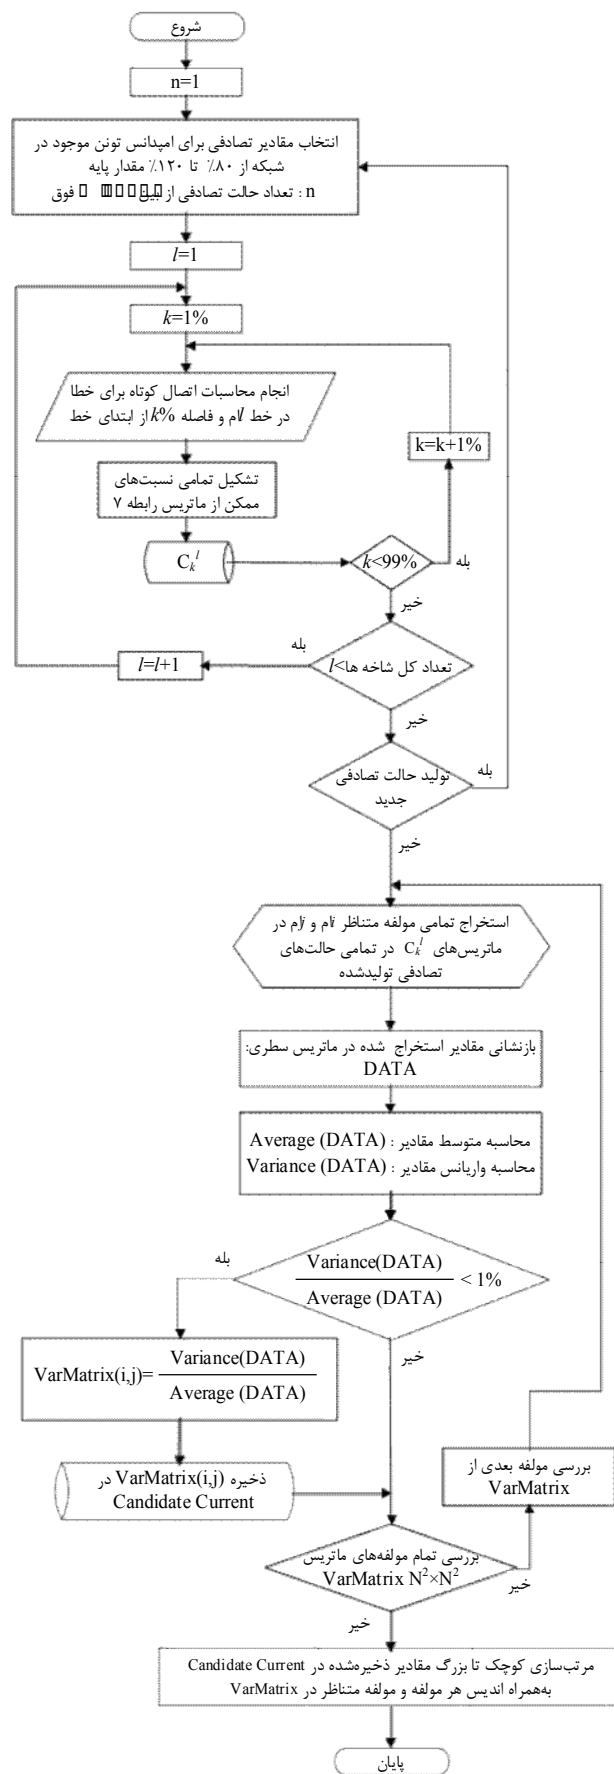 شروع
n=1
انتخاب مقادیر تصادفی برای امپدانس تونن موجود در
شبکه از ۸۰٪ تا ۱۲۰٪ مقدار پایه
n : تعداد حالت تصادفی از بین فوق
l=1
k=1%
انجام محاسبات اتصال کوتاه برای خطا
در خط lام و فاصله k% از ابتدای خط
k=k+1%
تشکیل تمامی نسبت‌های
ممکن از ماتریس رابطه ۷
C_k^l
k<99%
بله
خیر
بله
l=l+1
l<تعداد کل شاخه ها
خیر
تولید حالت تصادفی
جدید
بله
خیر
استخراج تمامی مولفه متناظر iام و jام در
ماتریس‌های C_k^l در تمامی حالت‌های
تصادفی تولیدشده
بازنشانی مقادیر استخراج شده در ماتریس سطری:
DATA
محاسبه متوسط مقادیر : Average (DATA)
محاسبه واریانس مقادیر : Variance (DATA)
بله
Variance(DATA)
Average (DATA)
< 1%
خیر
VarMatrix(i,j)=
Variance(DATA)
Average (DATA)
ذخیره VarMatrix(i,j) در
Candidate Current
بررسی مولفه بعدی از
VarMatrix
بررسی تمام مولفه‌های ماتریس
VarMatrix N²×N²
خیر
خیر
مرتب‌سازی کوچک تا بزرگ مقادیر ذخیره‌شده در Candidate Current
به‌همراه اندیس هر مولفه و مولفه متناظر در VarMatrix
پایان